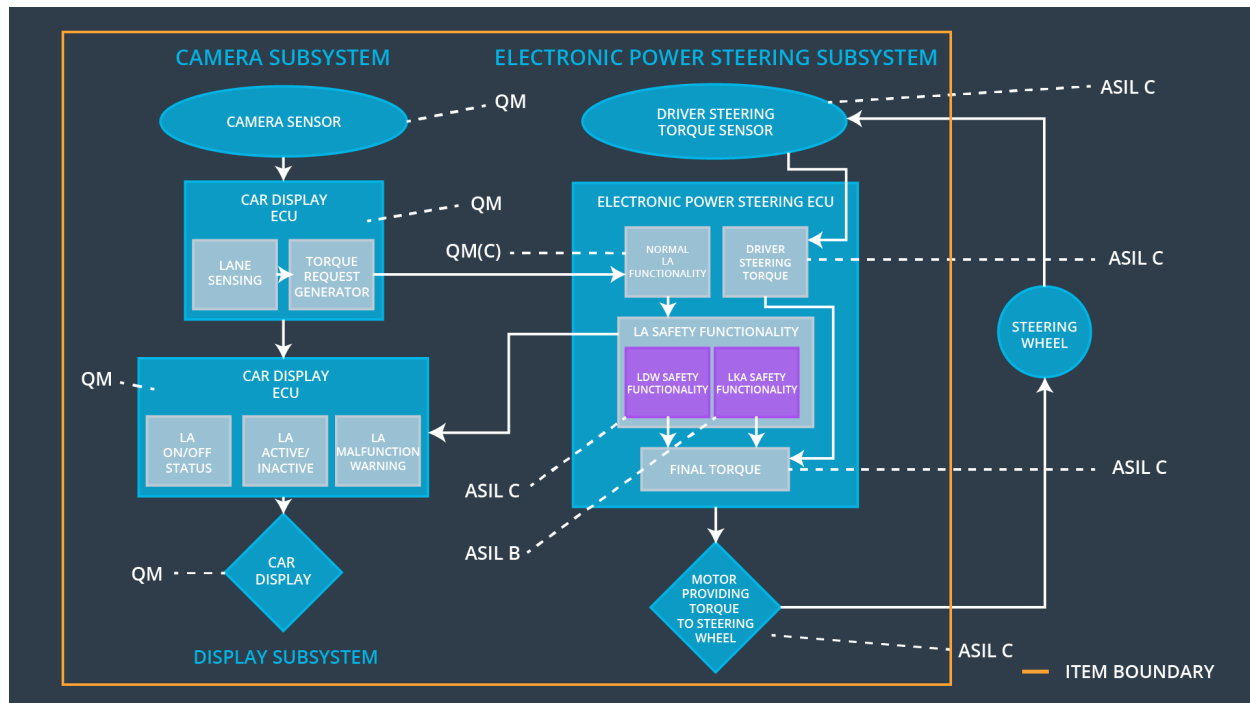 CAMERA SUBSYSTEM
ELECTRONIC POWER STEERING SUBSYSTEM
CAMERA SENSOR
QM
DRIVER STEERING
TORQUE SENSOR
ASIL C
CAR DISPLAY
ECU
QM
LANE
SENSING
TORQUE
REQUEST
GENERATOR
QM(C)
ELECTRONIC POWER STEERING ECU
NORMAL
LA
FUNCTIONALITY
DRIVER
STEERING
TORQUE
ASIL C
LA SAFETY FUNCTIONALITY
LDW SAFETY
FUNCTIONALITY
LKA SAFETY
FUNCTIONALITY
STEERING
WHEEL
QM
CAR DISPLAY
ECU
LA
ON/OFF
STATUS
LA
ACTIVE/
INACTIVE
LA
MALFUNCTION
WARNING
FINAL TORQUE
ASIL C
ASIL C
ASIL B
QM
CAR
DISPLAY
MOTOR
PROVIDING
TORQUE
TO STEERING
WHEEL
ASIL C
DISPLAY SUBSYSTEM
ITEM BOUNDARY